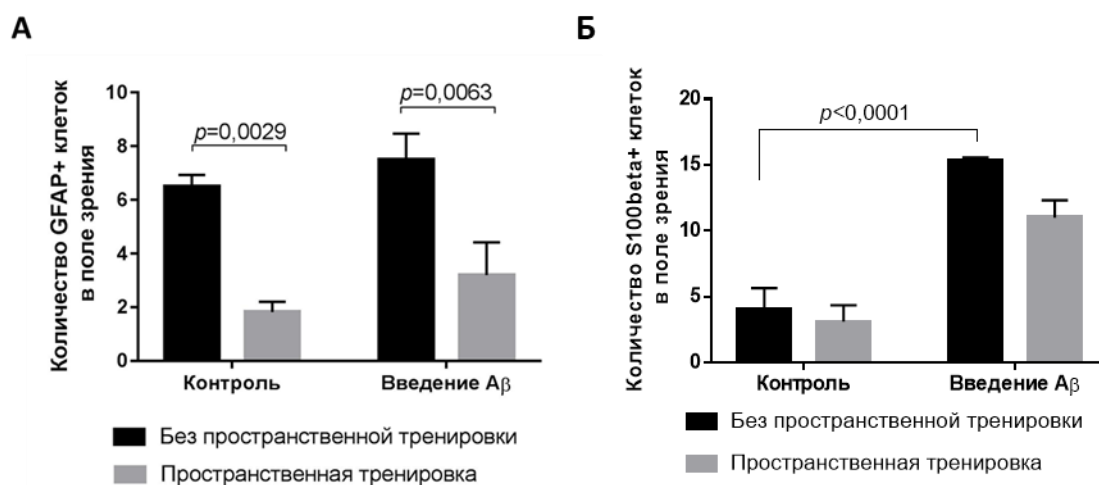 А
Количество GFAP+ клеток
в поле зрения
10
8
6
4
2
0
p=0,0029
p=0,0063
Контроль
Введение Aβ
Без пространственной тренировки
Пространственная тренировка
Б
Количество S100beta+ клеток
в поле зрения
20
15
10
5
0
p<0,0001
Контроль
Введение Aβ
Без пространственной тренировки
Пространственная тренировка